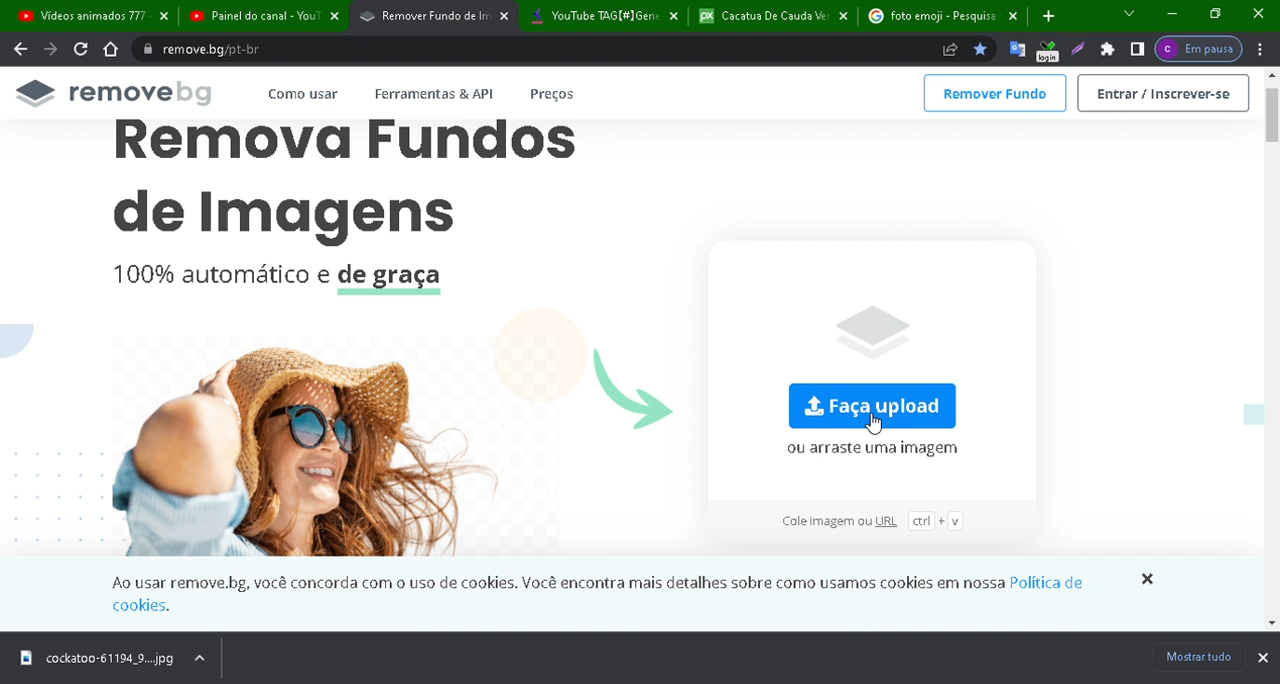 Vídeos animados 777
Painel do canal - YouT
Remover Fundo de Im
YouTube TAG【#】Gene
Cacatua De Cauda Ver
foto emoji - Pesquisa
remove.bg/pt-br
login
C
Em pausa
removebg
Como usar
Ferramentas & API
Preços
Remover Fundo
Entrar / Inscrever-se
Remova Fundos
de Imagens
100% automático e de graça
Faça upload
ou arraste uma imagem
Cole imagem ou URL ctrl + v
Ao usar remove.bg, você concorda com o uso de cookies. Você encontra mais detalhes sobre como usamos cookies em nossa Política de
cookies.
cockatoo-61194_9....jpg
Mostrar tudo